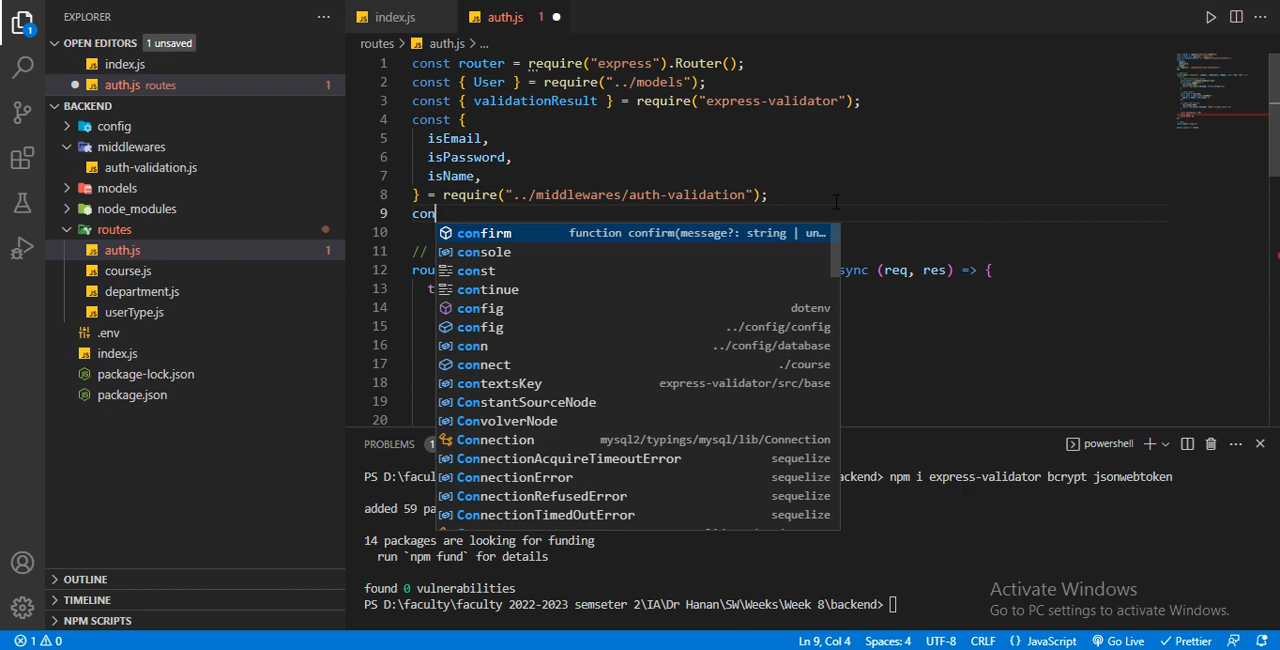 EXPLORER
OPEN EDITORS 1 unsaved
index.js
auth.js routes 1
BACKEND
config
middlewares
auth-validation.js
models
node_modules
routes
auth.js 1
course.js
department.js
userType.js
.env
index.js
package-lock.json
package.json
OUTLINE
TIMELINE
NPM SCRIPTS
index.js
auth.js 1
routes > auth.js > ...
1 const router = require("express").Router();
2 const { User } = require("../models");
3 const { validationResult } = require("express-validator");
4 const {
5 isEmail,
6 isPassword,
7 isName,
8 } = require("../middlewares/auth-validation");
9 con
10
11 //
12 rou sync (req, res) => {
13 t
14
15
16
17
18
19
20
confirm function confirm(message?: string | un...
console
const
continue
config dotenv
config ../config/config
conn ../config/database
connect ./course
contextsKey express-validator/src/base
ConstantSourceNode
ConvolverNode
Connection mysql2/typings/mysql/lib/Connection
ConnectionAcquireTimeoutError sequelize
ConnectionError sequelize
ConnectionRefusedError sequelize
ConnectionTimedOutError sequelize
PROBLEMS 1
powershell
PS D:\facul ackend> npm i express-validator bcrypt jsonwebtoken
added 59 pa
14 packages are looking for funding
run `npm fund` for details
found 0 vulnerabilities
PS D:\faculty\faculty 2022-2023 semseter 2\IA\Dr Hanan\SW\Weeks\Week 8\backend>
Activate Windows
Go to PC settings to activate Windows.
1 0 Ln 9, Col 4 Spaces: 4 UTF-8 CRLF {} JavaScript Go Live Prettier